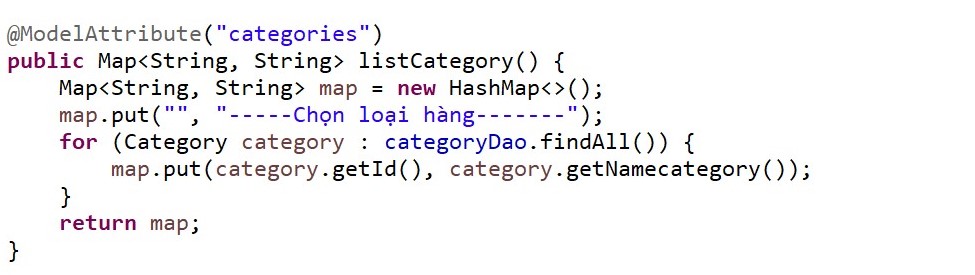 @ModelAttribute("categories")
public Map<String, String> listCategory() {
    Map<String, String> map = new HashMap<>();
    map.put("", "-----Chọn loại hàng-------");
    for (Category category : categoryDao.findAll()) {
        map.put(category.getId(), category.getNamecategory());
    }
    return map;
}